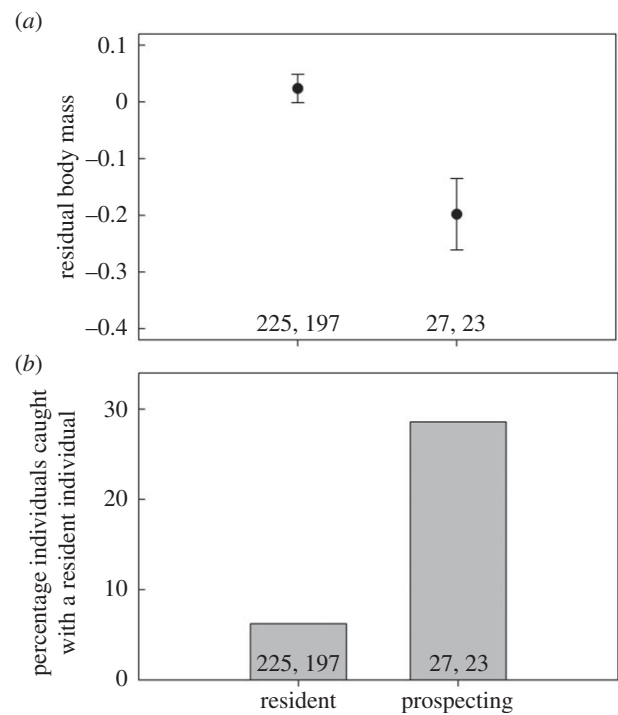 (a)
0.1
0
–0.1
–0.2
–0.3
–0.4
residual body mass
225, 197
27, 23
(b)
30
20
10
0
percentage individuals caught
with a resident individual
225, 197
27, 23
resident
prospecting